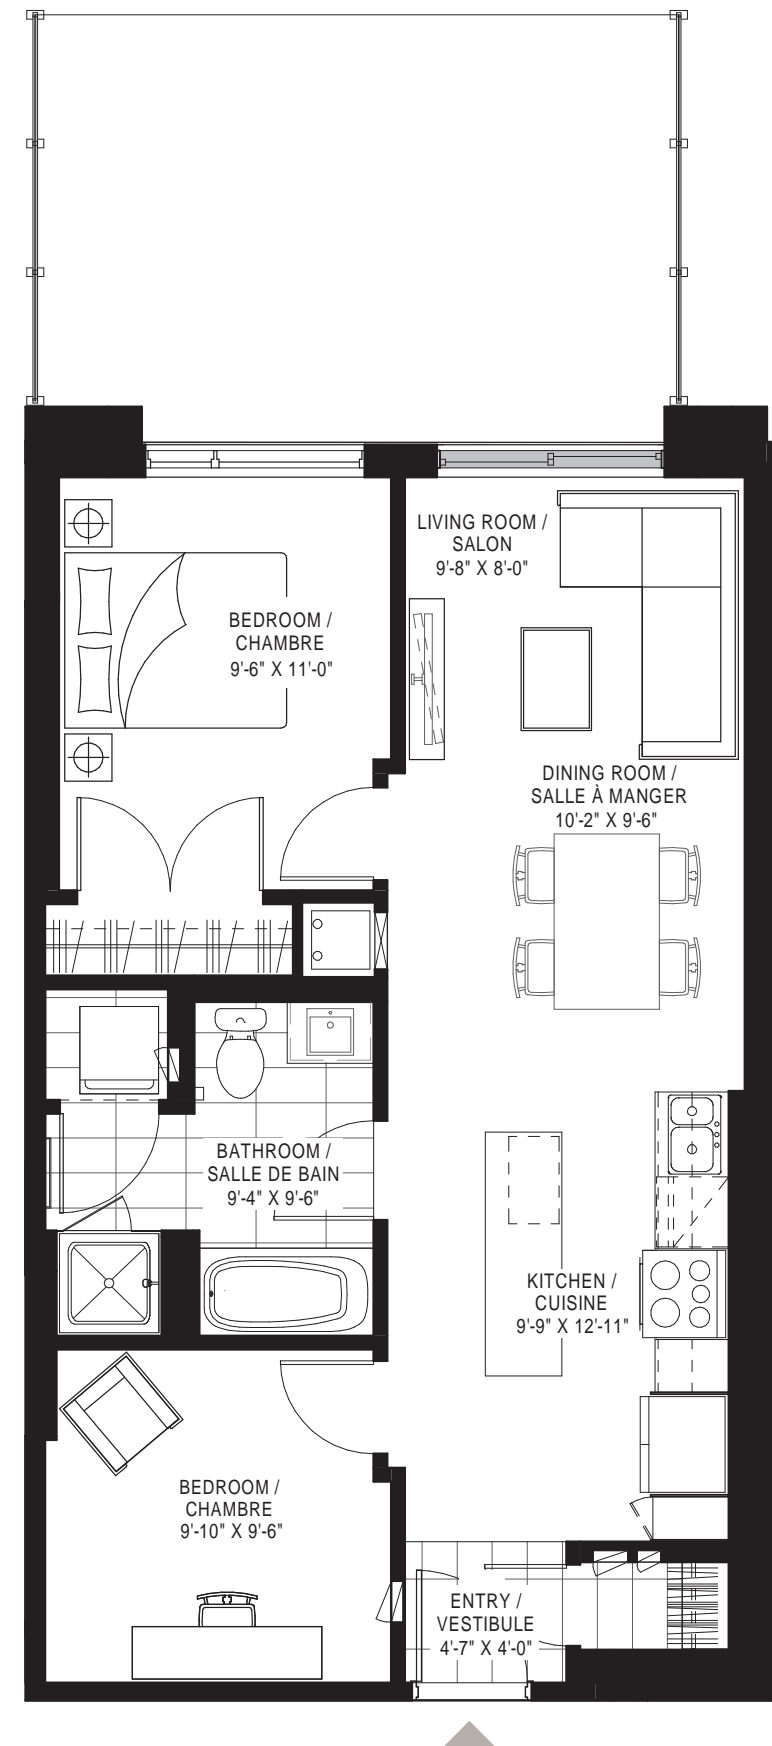 LIVING ROOM /
SALON
9'-8" X 8'-0"
BEDROOM /
CHAMBRE
9'-6" X 11'-0"
DINING ROOM /
SALLE À MANGER
10'-2" X 9'-6"
BATHROOM /
SALLE DE BAIN
9'-4" X 9'-6"
KITCHEN /
CUISINE
9'-9" X 12'-11"
BEDROOM /
CHAMBRE
9'-10" X 9'-6"
ENTRY /
VESTIBULE
4'-7" X 4'-0"